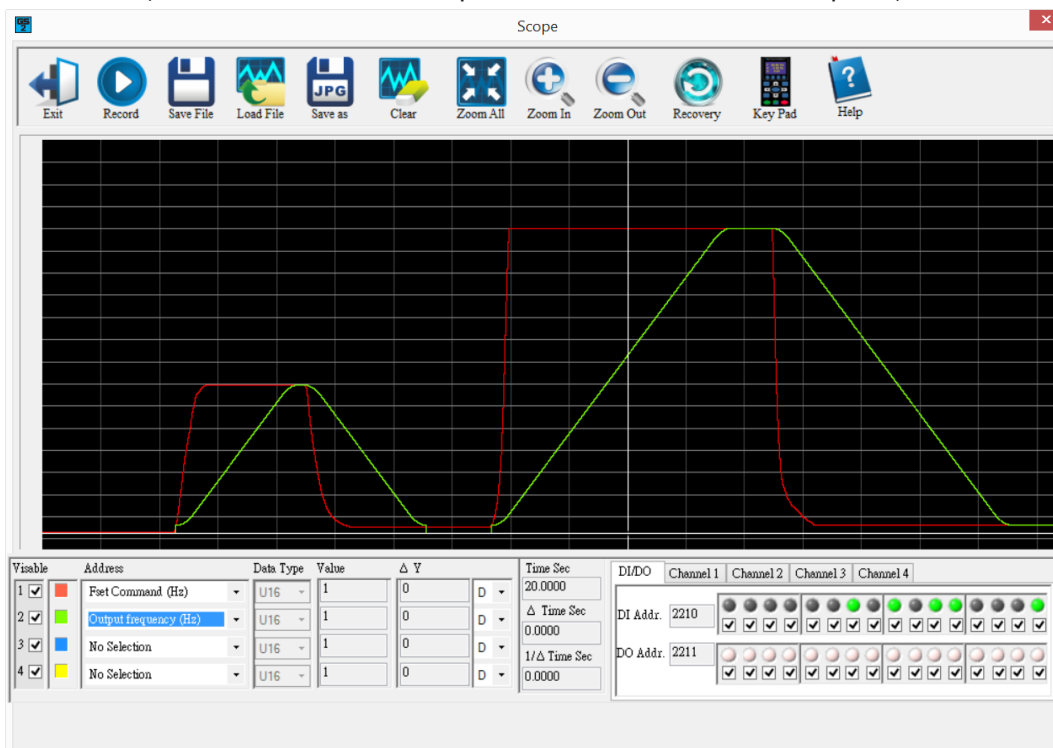 GS
2
Scope
Exit Record Save File Load File JPG Save as Clear Zoom All Zoom In Zoom Out Recovery Key Pad Help
Visable Address Data Type Value Δ Y Time Sec DI/DO Channel 1 Channel 2 Channel 3 Channel 4
1 Fset Command (Hz) U16 1 0 D 20.0000
2 Output frequency (Hz) U16 1 0 D Δ Time Sec DI Addr. 2210
0.0000
3 No Selection U16 1 0 D 1/Δ Time Sec DO Addr. 2211
4 No Selection U16 1 0 D 0.0000